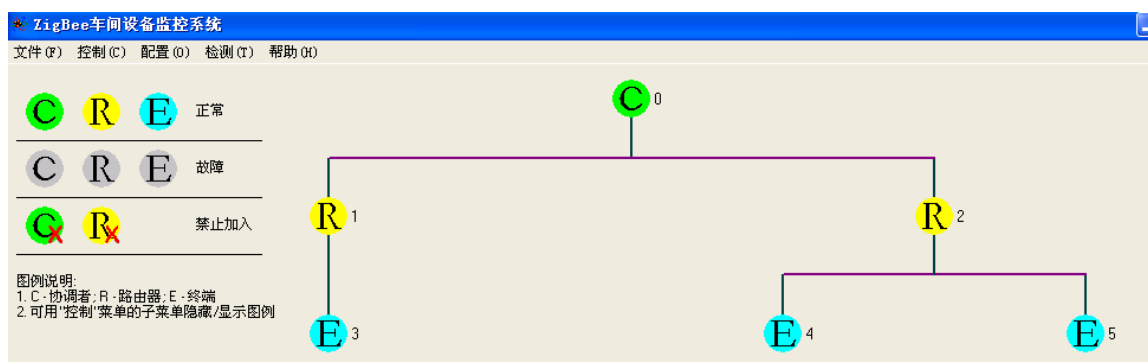 ZigBee车间设备监控系统
文件(F) 控制(C) 配置(O) 检测(T) 帮助(H)
C 0
C R E 正常
C R E 故障
R 1 R 2
C R 禁止加入
图例说明:
1. C - 协调者; R - 路由器; E - 终端
2. 可用"控制"菜单的子菜单隐藏/显示图例
E 3 E 4 E 5